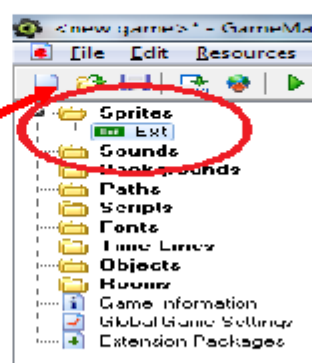 <new game>* - GameMa
File Edit Resources
Sprites
Ext
Sounds
Backgrounds
Paths
Scripts
Fonts
Time Lines
Objects
Rooms
Game Information
Global Game Settings
Extension Packages